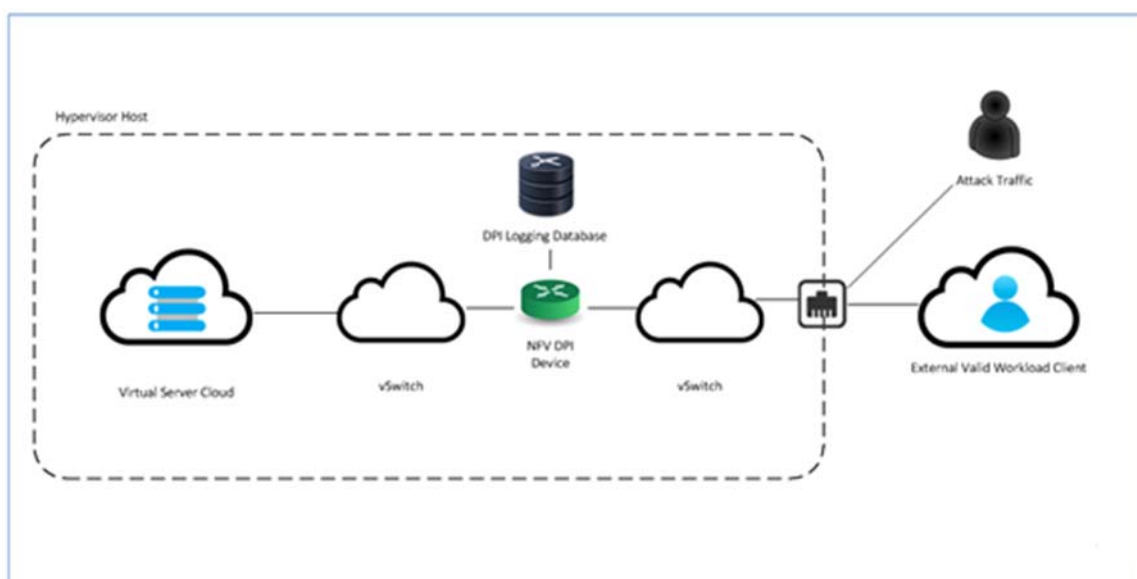 Hypervisor Host
Attack Traffic
DPI Logging Database
NFV DPI
Device
External Valid Workload Client
Virtual Server Cloud
vSwitch
vSwitch